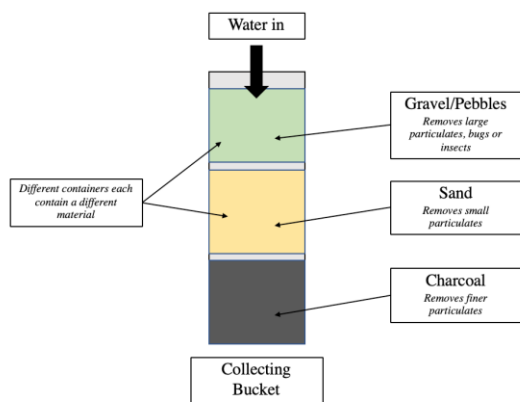 Water in
Gravel/Pebbles
Removes large
particulates, bugs or
insects
Different containers each
contain a different
material
Sand
Removes small
particulates
Charcoal
Removes finer
particulates
Collecting
Bucket